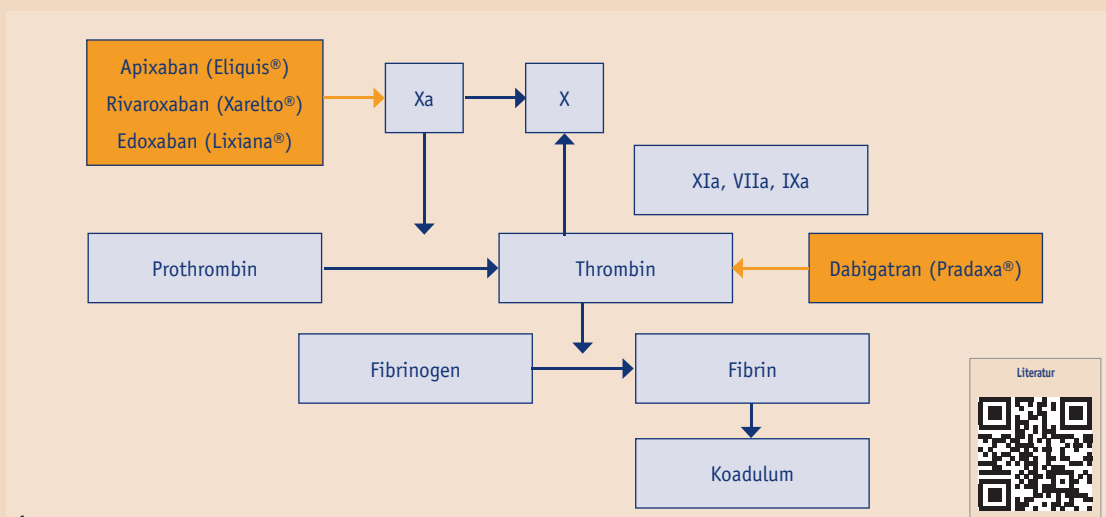 Apixaban (Eliquis®)
Rivaroxaban (Xarelto®)
Edoxaban (Lixiana®)
Xa
X
XIa, VIIa, IXa
Prothrombin
Thrombin
Dabigatran (Pradaxa®)
Fibrinogen
Fibrin
Literatur
Koadulum